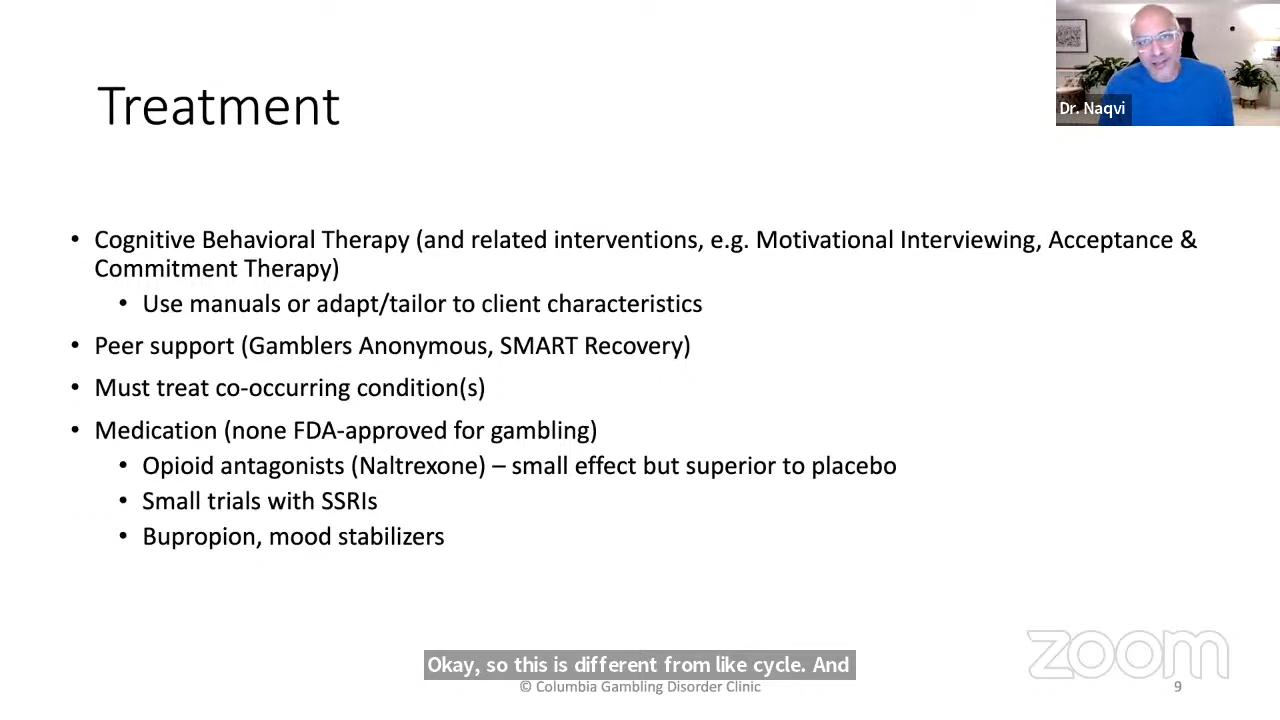 Treatment
Dr. Naqvi
• Cognitive Behavioral Therapy (and related interventions, e.g. Motivational Interviewing, Acceptance &
Commitment Therapy)
• Use manuals or adapt/tailor to client characteristics
• Peer support (Gamblers Anonymous, SMART Recovery)
• Must treat co-occurring condition(s)
• Medication (none FDA-approved for gambling)
• Opioid antagonists (Naltrexone) – small effect but superior to placebo
• Small trials with SSRIs
• Bupropion, mood stabilizers
zoom
Okay, so this is different from like cycle. And
© Columbia Gambling Disorder Clinic
9